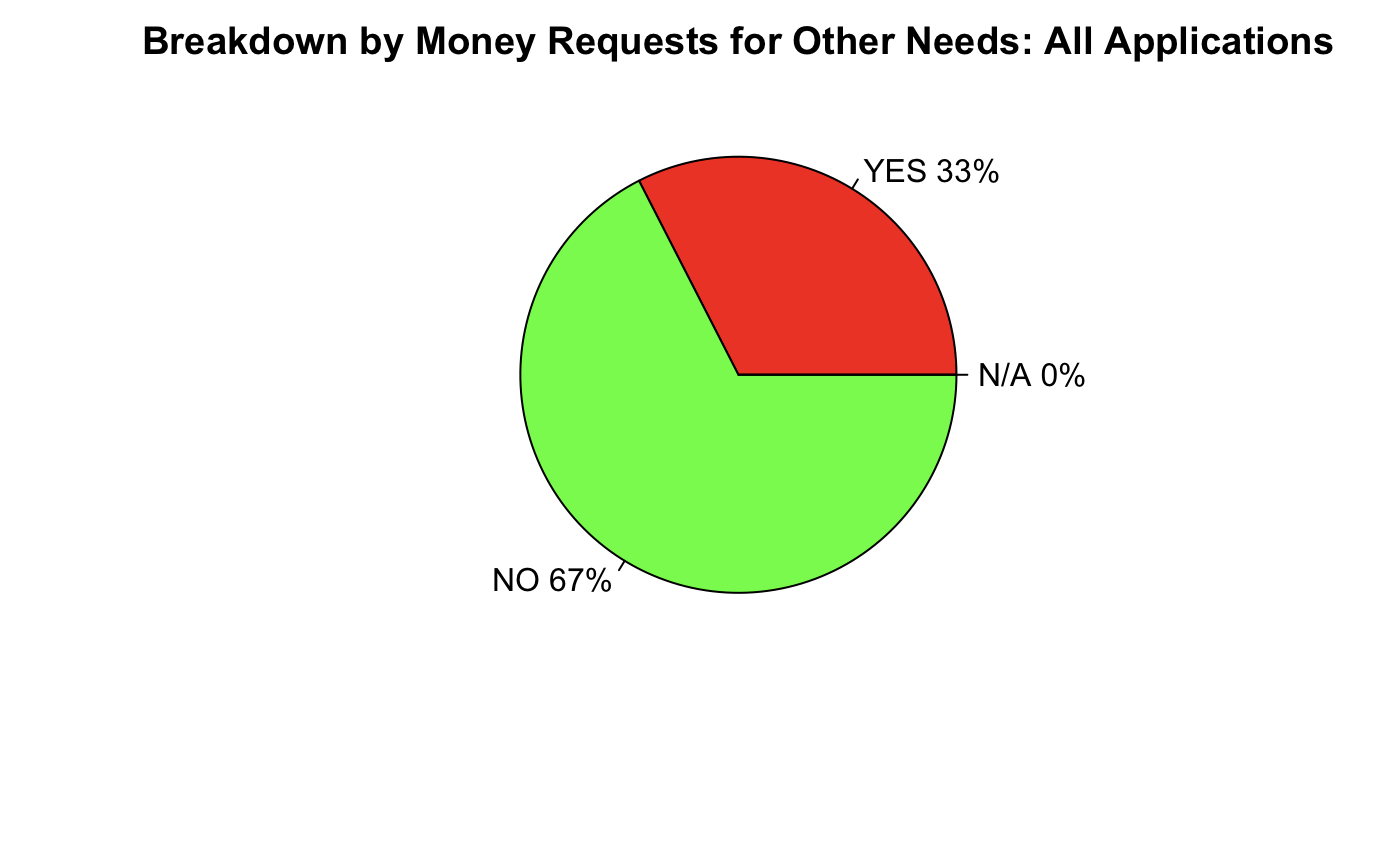 Breakdown by Money Requests for Other Needs: All Applications
YES 33%
N/A 0%
NO 67%